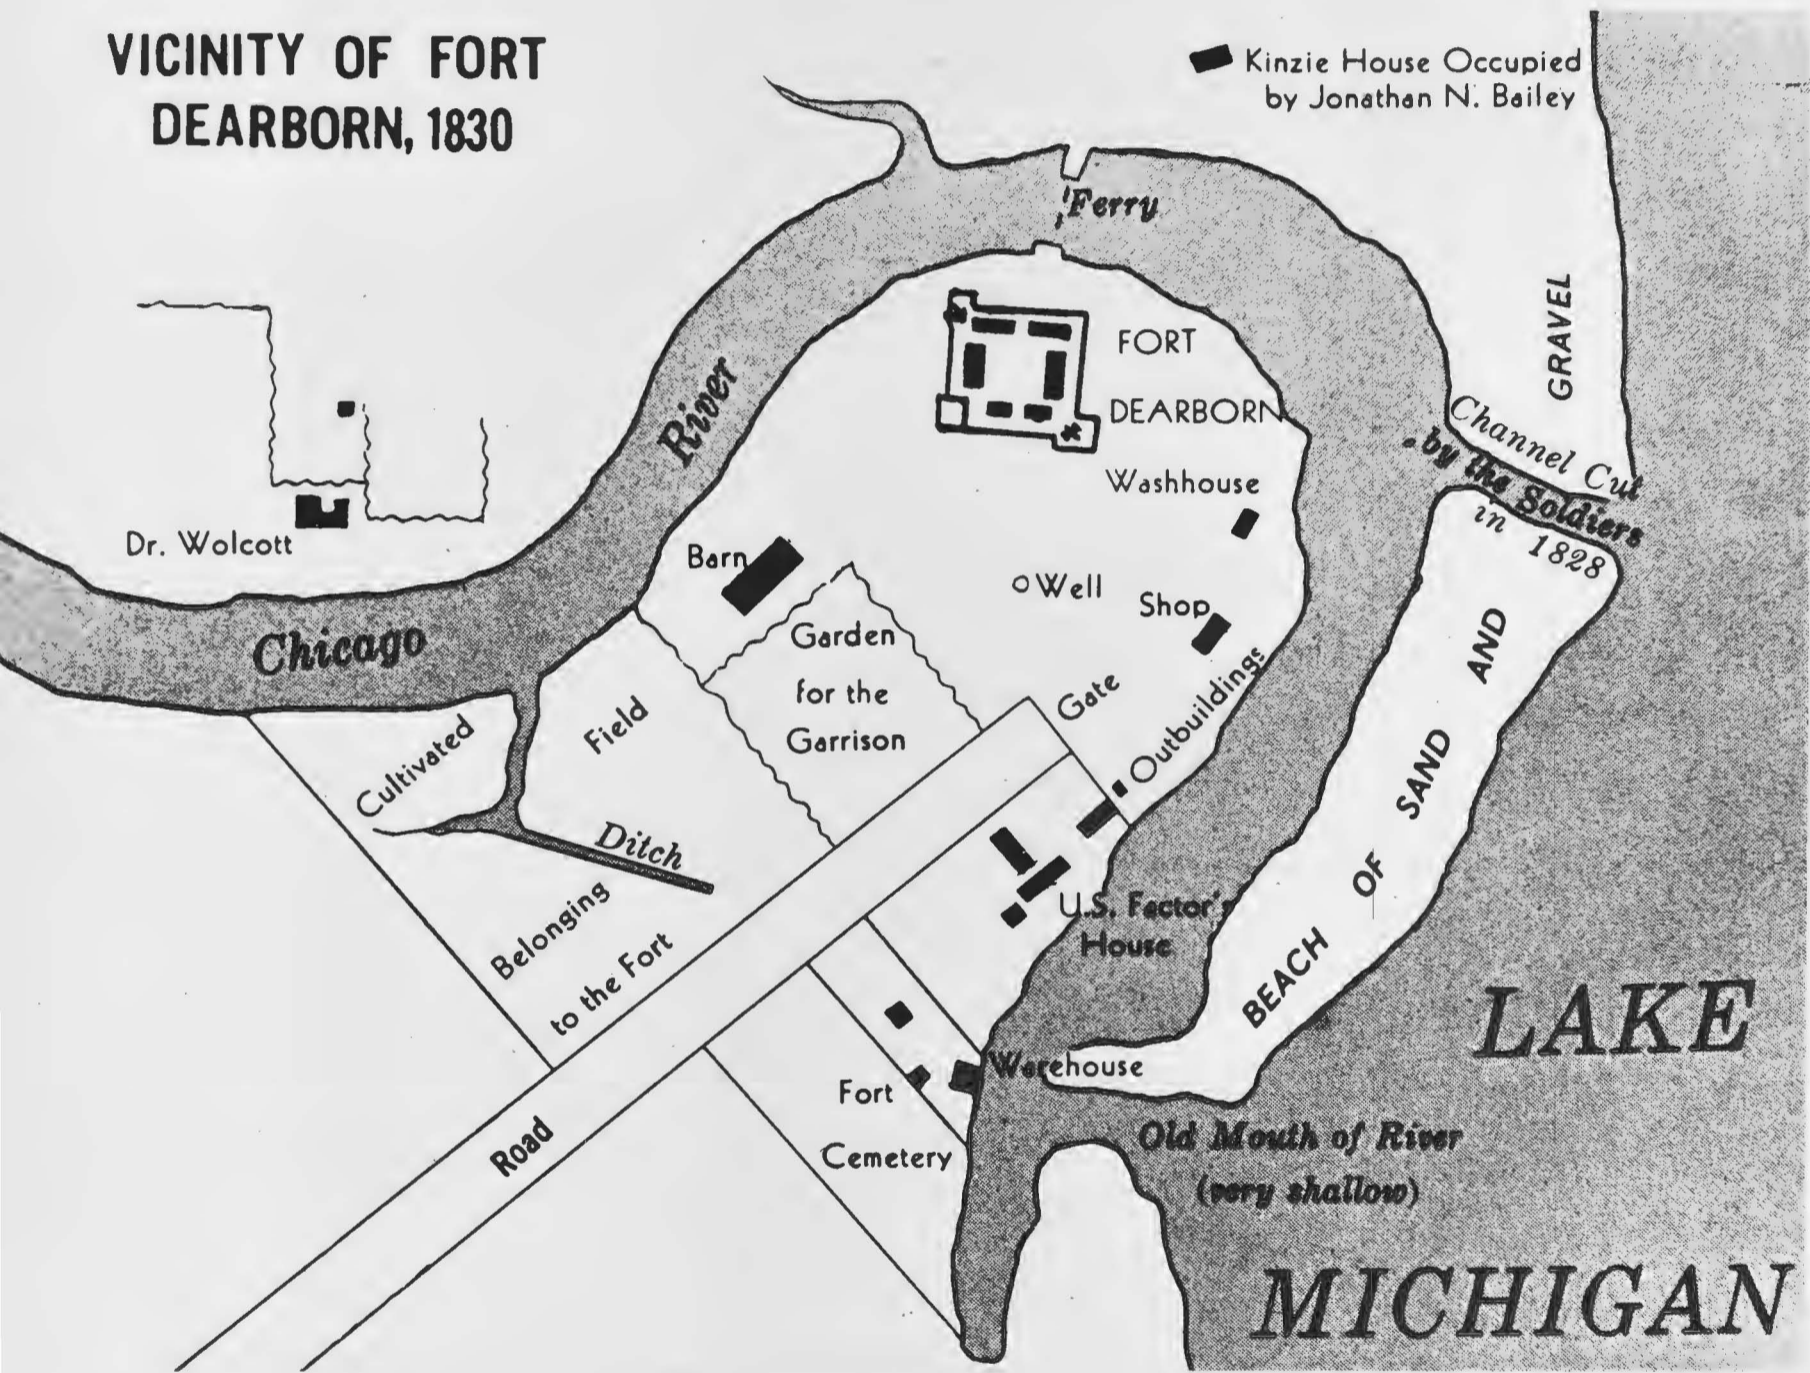 VICINITY OF FORT
DEARBORN, 1830
Kinzie House Occupied
by Jonathan N. Bailey
Ferry
GRAVEL
FORT
DEARBORN
River
Channel Cut
by the Soldiers
in 1828
Washhouse
Dr. Wolcott
Barn
Well
Shop
Chicago
Garden
for the
Garrison
Gate
Outbuildings
Field
Cultivated
Ditch
Belonging
to the Fort
U.S. Factor's
House
BEACH OF SAND AND
Warehouse
Fort
Cemetery
Road
Old Mouth of River
(very shallow)
LAKE
MICHIGAN